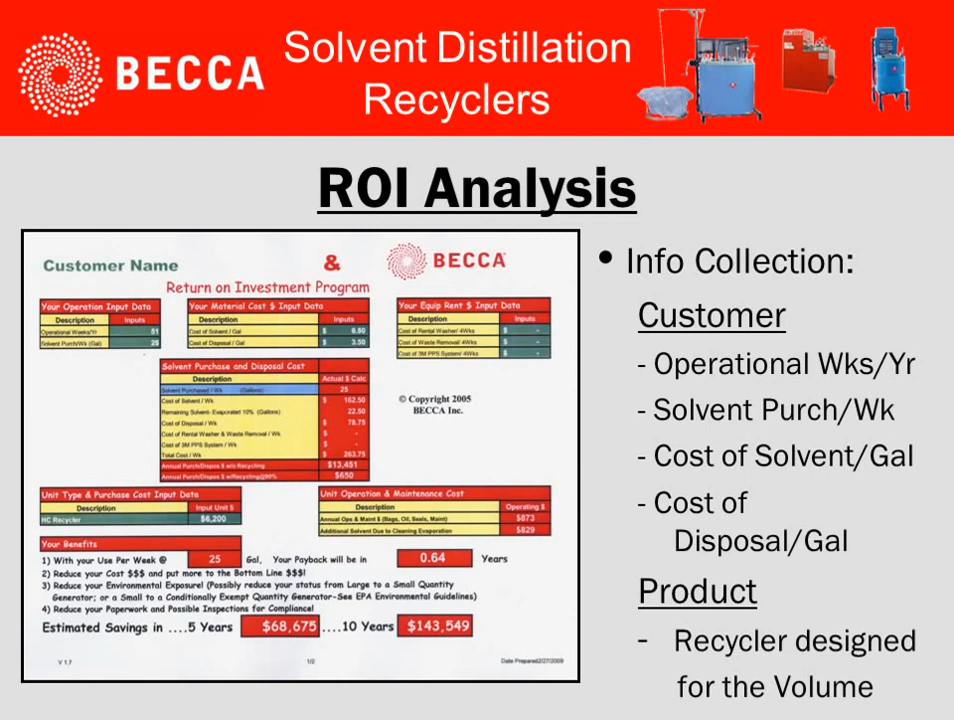 BECCA
Solvent Distillation
Recyclers
ROI Analysis
Customer Name & BECCA
Return on Investment Program
Your Operation Input Data
Description Inputs
Operational Weeks/Yr 51
Solvent Purch/Wk (Gal) 25
Your Material Cost $ Input Data
Description Inputs
Cost of Solvent / Gal $ 6.50
Cost of Disposal / Gal $ 3.50
Your Equip Rent $ Input Data
Description Inputs
Cost of Rental Washer/ 4Wks $ -
Cost of Waste Removal/ 4Wks $ -
Cost of 3M PPS System/ 4Wks $ -
Solvent Purchase and Disposal Cost
Description Actual $ Calc
Solvent Purchased / Wk (Gallons) 25
Cost of Solvent / Wk $ 162.50
Remaining Solvent- Evaporated 10% (Gallons) 22.50
Cost of Disposal / Wk $ 78.75
Cost of Rental Washer & Waste Removal / Wk $ -
Cost of 3M PPS System / Wk $ -
Total Cost / Wk $ 263.75
Annual Purch/Dispos $ w/o Recycling $13,451
Annual Purch/Dispos $ w/Recycling@90% $650
© Copyright 2005
BECCA Inc.
Unit Type & Purchase Cost Input Data
Description Input Unit $
HC Recycler $6,200
Unit Operation & Maintenance Cost
Description Operating $
Annual Ops & Maint $ (Bags, Oil, Seals, Maint) $873
Additional Solvent Due to Cleaning Evaporation $829
Your Benefits
1) With your Use Per Week @ 25 Gal, Your Payback will be in 0.64 Years
2) Reduce your Cost $$$ and put more to the Bottom Line $$$!
3) Reduce your Environmental Exposure! (Possibly reduce your status from Large to a Small Quantity
Generator; or a Small to a Conditionally Exempt Quantity Generator-See EPA Environmental Guidelines)
4) Reduce your Paperwork and Possible Inspections for Compliance!
Estimated Savings in ....5 Years $68,675 ....10 Years $143,549
V 1.7 1/2 Date Prepared2/27/2009
• Info Collection:
Customer
- Operational Wks/Yr
- Solvent Purch/Wk
- Cost of Solvent/Gal
- Cost of
Disposal/Gal
Product
- Recycler designed
for the Volume